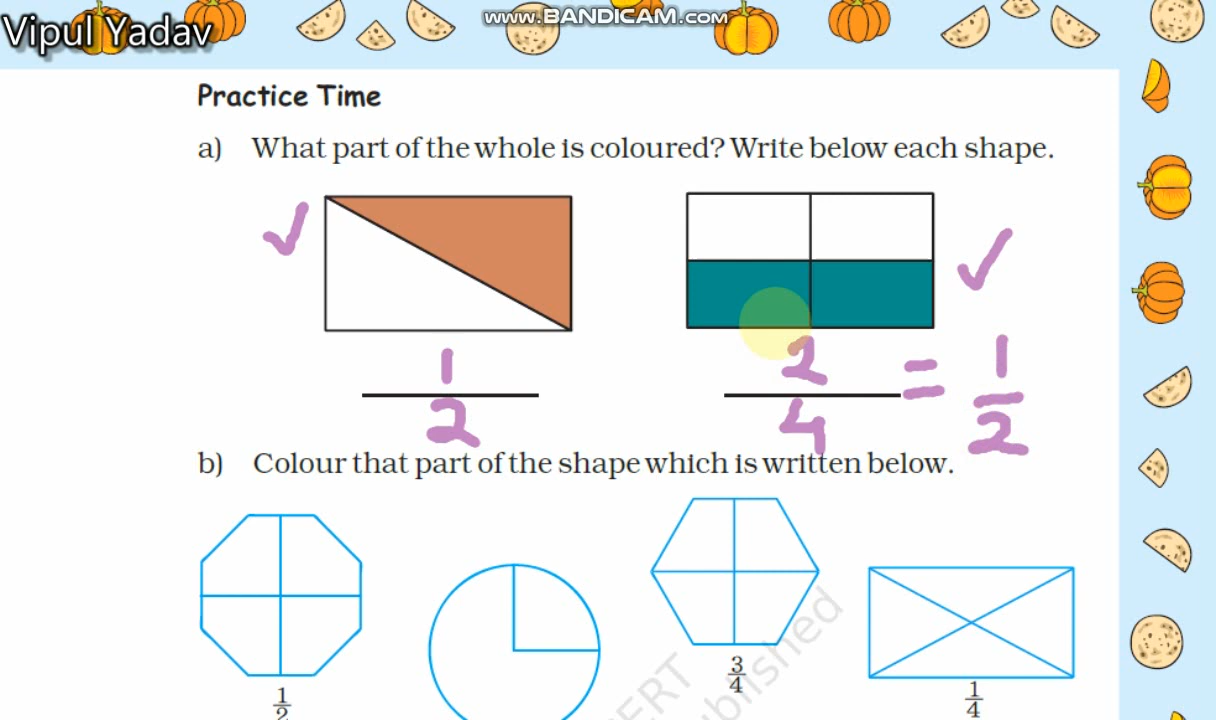 www.BANDICAM.com
Vipul Yadav
Practice Time
a) What part of the whole is coloured? Write below each shape.
1/2
2/4 = 1/2
b) Colour that part of the shape which is written below.
1/2
3/4
1/4